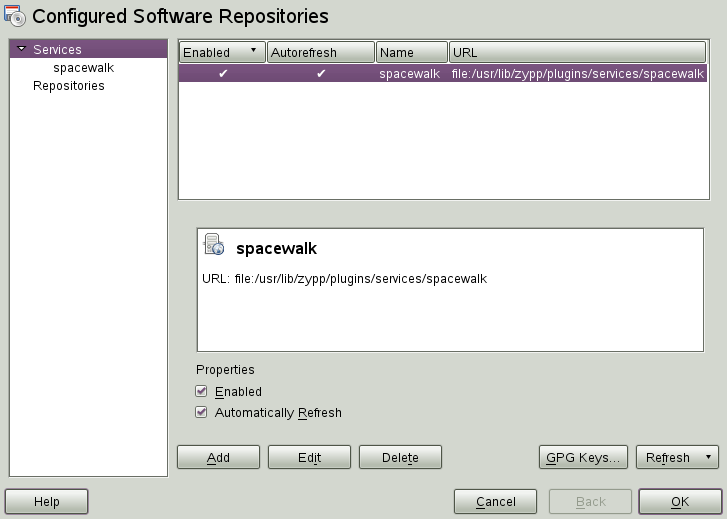 Configured Software Repositories
Services
spacewalk
Repositories
Enabled Autorefresh Name URL
spacewalk file:/usr/lib/zypp/plugins/services/spacewalk
spacewalk
URL: file:/usr/lib/zypp/plugins/services/spacewalk
Properties
Enabled
Automatically Refresh
Add Edit Delete GPG Keys... Refresh
Help Cancel Back OK